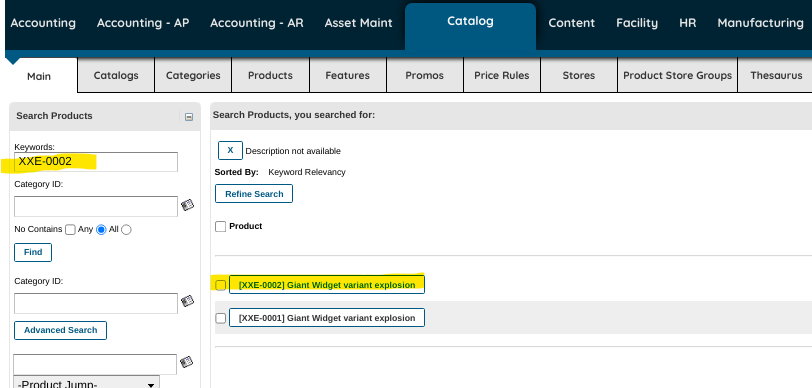 Accounting Accounting - AP Accounting - AR Asset Maint Catalog Content Facility HR Manufacturing
Main Catalogs Categories Products Features Promos Price Rules Stores Product Store Groups Thesaurus
Search Products
Keywords:
XXE-0002
Category ID:
No Contains Any All
Find
Category ID:
Advanced Search
-Product Jump-
Search Products, you searched for:
X Description not available
Sorted By: Keyword Relevancy
Refine Search
Product
[XXE-0002] Giant Widget variant explosion
[XXE-0001] Giant Widget variant explosion